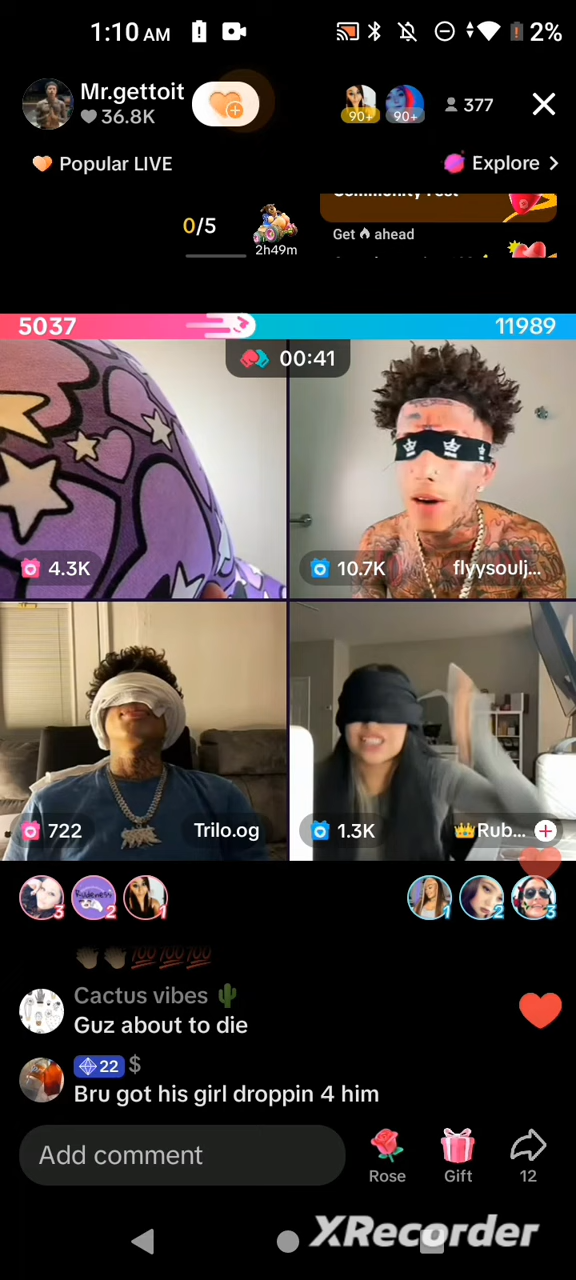 1:10 AM
2%
Mr.gettoit
36.8K
90+
90+
377
Popular LIVE
Explore >
0/5
2h49m
Community Fest
Get 🔥 ahead
5037
11989
00:41
4.3K
10.7K
flyysoulj...
722
Trilo.og
1.3K
👑Rub...
3
2
1
1
2
3
👏👏💯💯💯
Cactus vibes 🌵
Guz about to die
22 $
Bru got his girl droppin 4 him
Add comment
Rose
Gift
12
XRecorder